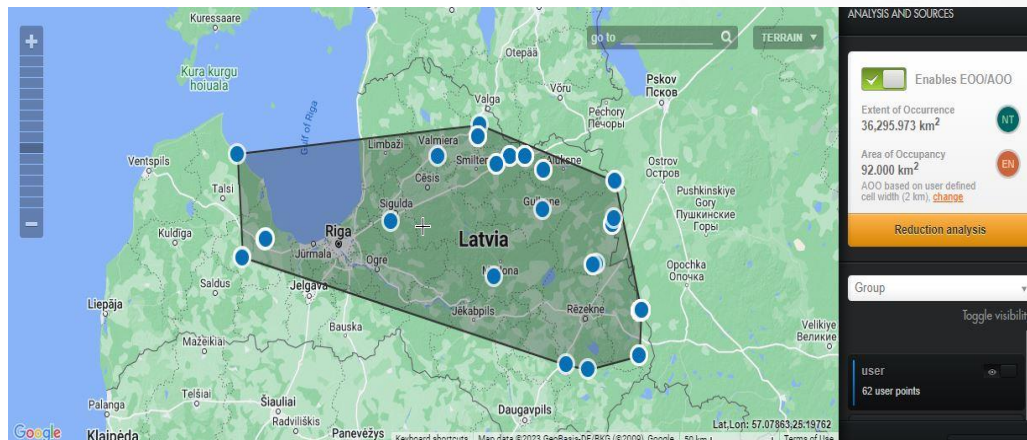 Kuressaare
Kura kurgu
hoiuala
Gulf of Riga
Otepää
Võru
Valga
Pechory
Печоры
Pskov
Псков
Ostrov
Остров
Pushkinskiye
Gory
Пушкинские
Горы
Opochka
Опочка
Velikiye
Великие
Ventspils
Talsi
Kuldīga
Saldus
Liepāja
Mažeikiai
Telšiai
Palanga
Klaipėda
Šiauliai
Radviliškis
Panevėžys
Bauska
Jelgava
Jūrmala
Riga
Ogre
Sigulda
Cēsis
Limbaži
Valmiera
Smilten
Alūksne
Latvia
Jēkabpils
Rēzekne
Daugavpils
go to
TERRAIN
Google
Keyboard shortcuts
Map data ©2023 GeoBasis-DE/BKG (©2009), Google
50 km
Terms of Use
Lat,Lon: 57.07863,25.19762
ANALYSIS AND SOURCES
Enables EOO/AOO
Extent of Occurrence
36,295.973 km²
NT
Area of Occupancy
92.000 km²
EN
AOO based on user defined
cell width (2 km), change
Reduction analysis
Group
Toggle visibilit
user
62 user points